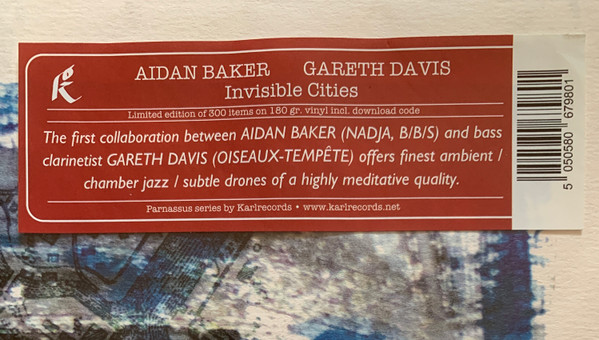 AIDAN BAKER GARETH DAVIS
Invisible Cities
Limited edition of 300 items on 180 gr. vinyl incl. download code
The first collaboration between AIDAN BAKER (NADJA, B/B/S) and bass
clarinetist GARETH DAVIS (OISEAUX-TEMPÊTE) offers finest ambient /
chamber jazz / subtle drones of a highly meditative quality.
Parnassus series by Karlrecords • www.karlrecords.net
5 050580 679801